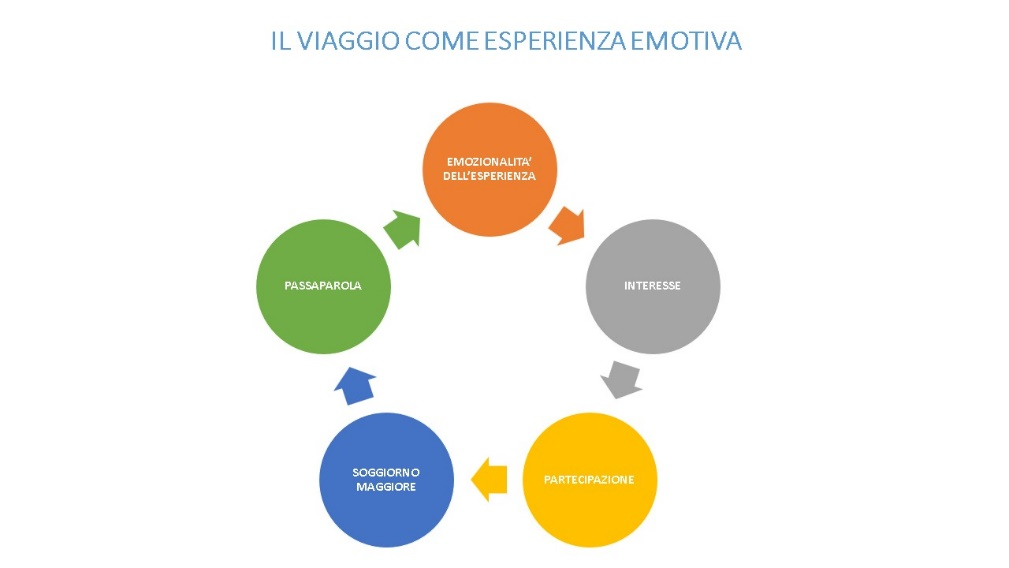 IL VIAGGIO COME ESPERIENZA EMOTIVA
EMOZIONALITA'
DELL'ESPERIENZA
INTERESSE
PARTECIPAZIONE
SOGGIORNO
MAGGIORE
PASSAPAROLA